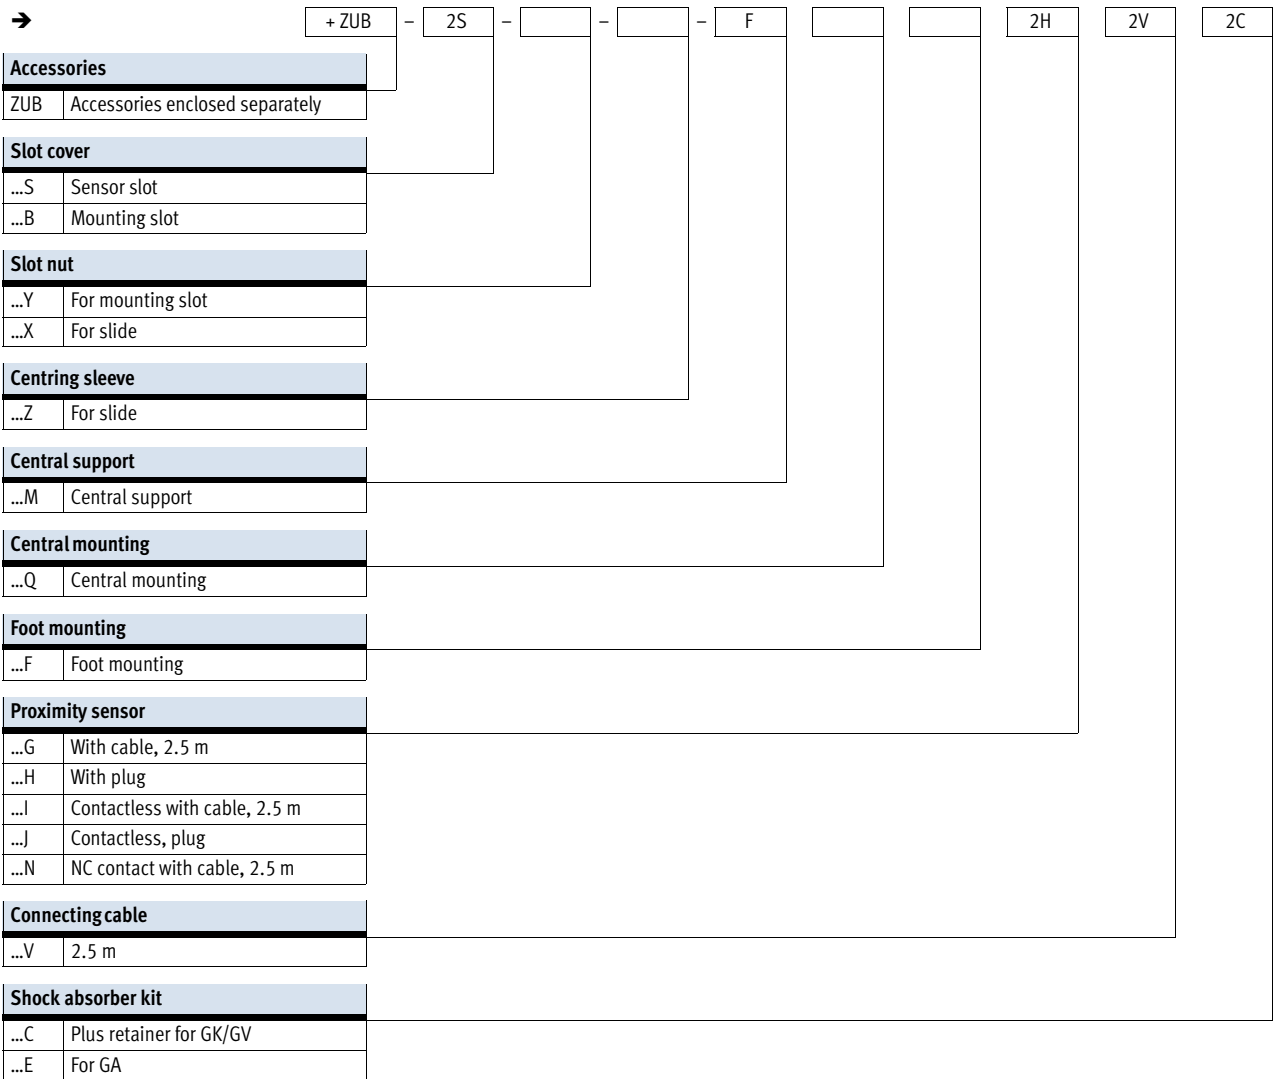 ➔ + ZUB – 2S – – – F 2H 2V 2C
Accessories
ZUB Accessories enclosed separately
Slot cover
...S Sensor slot
...B Mounting slot
Slot nut
...Y For mounting slot
...X For slide
Centring sleeve
...Z For slide
Central support
...M Central support
Central mounting
...Q Central mounting
Foot mounting
...F Foot mounting
Proximity sensor
...G With cable, 2.5 m
...H With plug
...I Contactless with cable, 2.5 m
...J Contactless, plug
...N NC contact with cable, 2.5 m
Connecting cable
...V 2.5 m
Shock absorber kit
...C Plus retainer for GK/GV
...E For GA